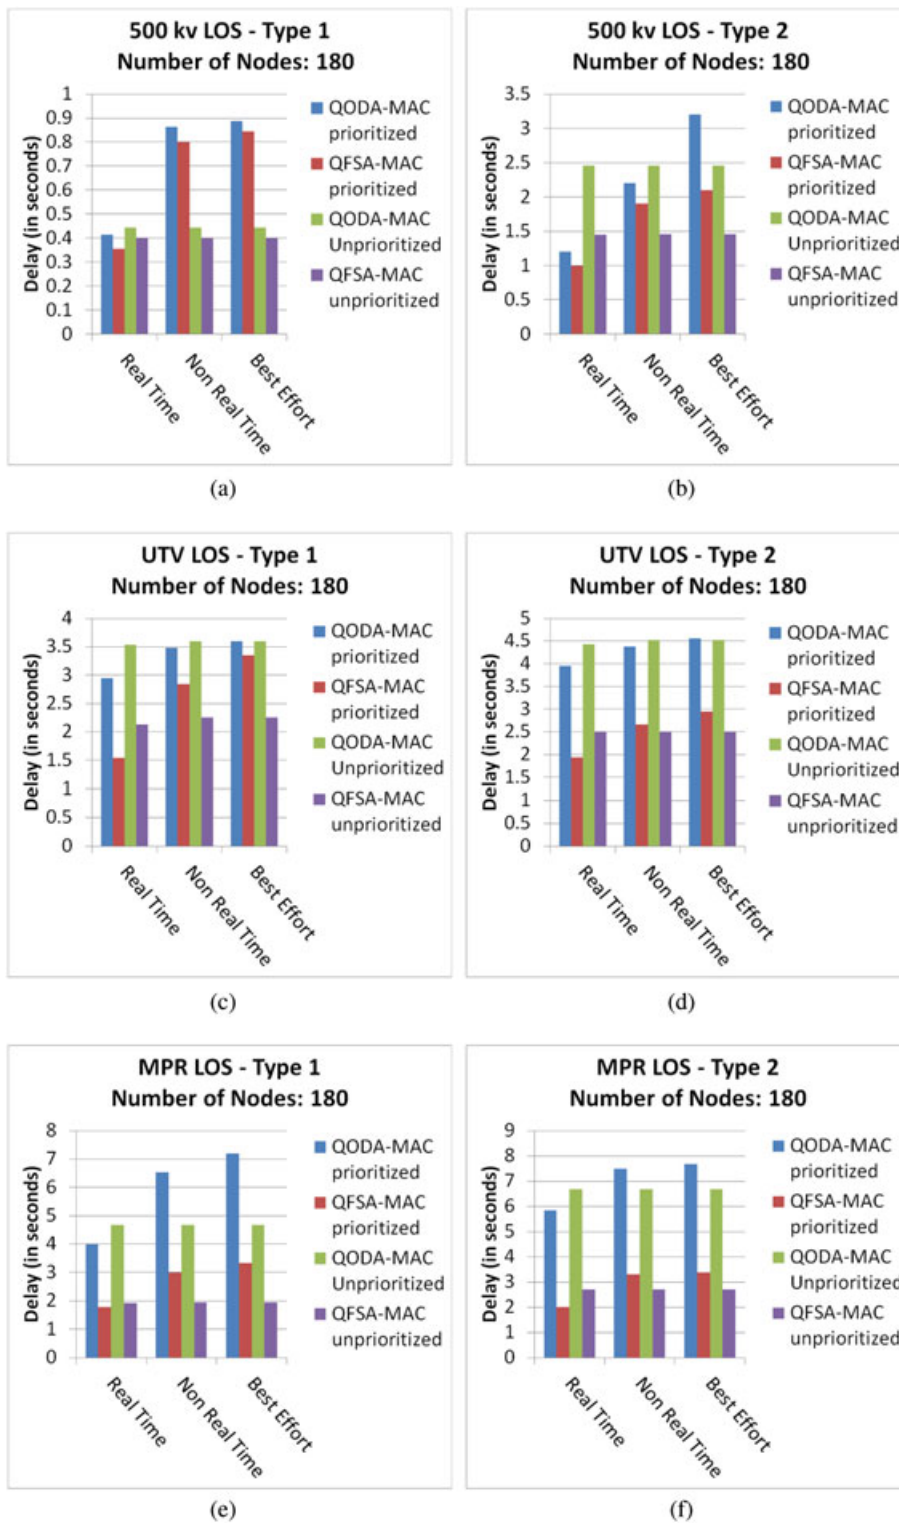 500 kv LOS - Type 1
Number of Nodes: 180
Delay (in seconds)
1
0.9
0.8
0.7
0.6
0.5
0.4
0.3
0.2
0.1
0
Real Time
Non Real Time
Best Effort
QODA-MAC
prioritized
QFSA-MAC
prioritized
QODA-MAC
Unprioritized
QFSA-MAC
unprioritized
(a)
500 kv LOS - Type 2
Number of Nodes: 180
Delay (in seconds)
3.5
3
2.5
2
1.5
1
0.5
0
Real Time
Non Real Time
Best Effort
QODA-MAC
prioritized
QFSA-MAC
prioritized
QODA-MAC
Unprioritized
QFSA-MAC
unprioritized
(b)
UTV LOS - Type 1
Number of Nodes: 180
Delay (in seconds)
4
3.5
3
2.5
2
1.5
1
0.5
0
Real Time
Non Real Time
Best Effort
QODA-MAC
prioritized
QFSA-MAC
prioritized
QODA-MAC
Unprioritized
QFSA-MAC
unprioritized
(c)
UTV LOS - Type 2
Number of Nodes: 180
Delay (in seconds)
5
4.5
4
3.5
3
2.5
2
1.5
1
0.5
0
Real Time
Non Real Time
Best Effort
QODA-MAC
prioritized
QFSA-MAC
prioritized
QODA-MAC
Unprioritized
QFSA-MAC
unprioritized
(d)
MPR LOS - Type 1
Number of Nodes: 180
Delay (in seconds)
8
7
6
5
4
3
2
1
0
Real Time
Non Real Time
Best Effort
QODA-MAC
prioritized
QFSA-MAC
prioritized
QODA-MAC
Unprioritized
QFSA-MAC
unprioritized
(e)
MPR LOS - Type 2
Number of Nodes: 180
Delay (in seconds)
9
8
7
6
5
4
3
2
1
0
Real Time
Non Real Time
Best Effort
QODA-MAC
prioritized
QFSA-MAC
prioritized
QODA-MAC
Unprioritized
QFSA-MAC
unprioritized
(f)